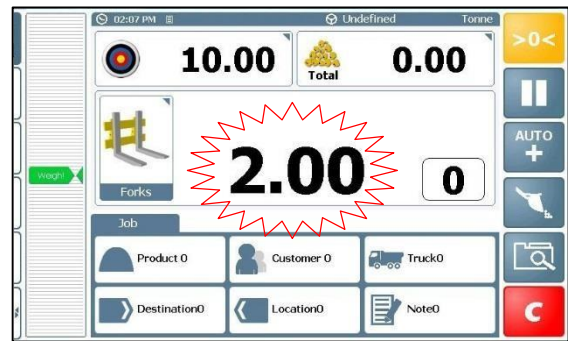 02:07 PM Undefined Tonne
>0<
10.00 Total 0.00
AUTO
+
Weight
Forks 2.00 0
Job
Product 0 Customer 0 Truck0
Destination0 Location0 Note0
C